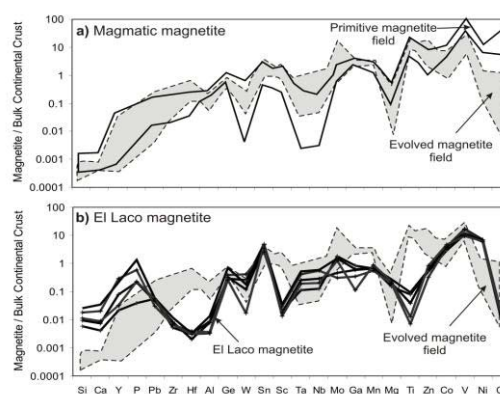 a) Magmatic magnetite
Primitive magnetite
field
Evolved magnetite
field
Magnetite / Bulk Continental Crust
100
10
1
0.1
0.01
0.001
0.0001
b) El Laco magnetite
El Laco magnetite
Evolved magnetite
field
Magnetite / Bulk Continental Crust
100
10
1
0.1
0.01
0.001
0.0001
Si Ca Y P Pb Zr Hf Al Ge W Sn Sc Ta Nb Mo Ga Mn Mg Ti Zn Co V Ni